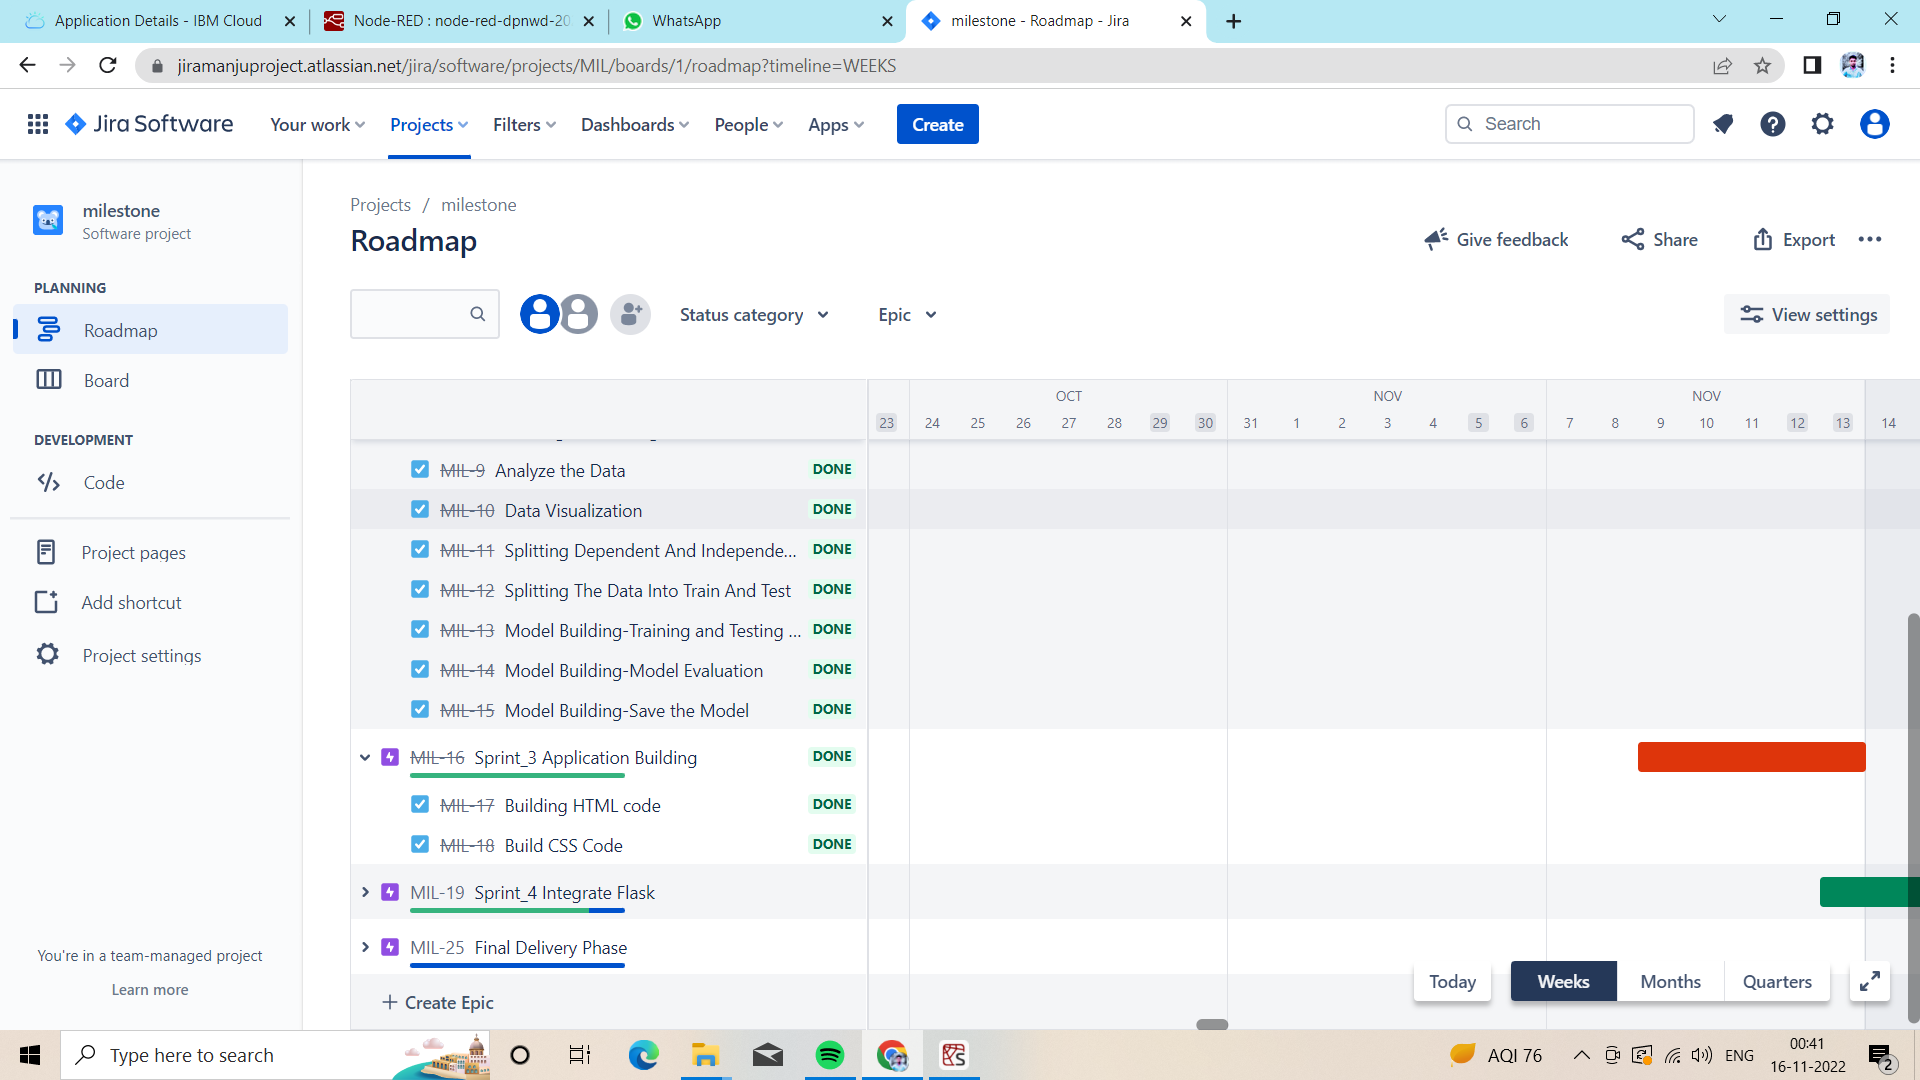 Application Details - IBM Cloud
Node-RED : node-red-dpnwd-20
WhatsApp
milestone - Roadmap - Jira
jiramanjuproject.atlassian.net/jira/software/projects/MIL/boards/1/roadmap?timeline=WEEKS
Jira Software
Your work
Projects
Filters
Dashboards
People
Apps
Create
Search
milestone
Software project
PLANNING
Roadmap
Board
DEVELOPMENT
Code
Project pages
Add shortcut
Project settings
You're in a team-managed project
Learn more
Projects / milestone
Roadmap
Give feedback
Share
Export
Status category
Epic
View settings
OCT
NOV
NOV
23 24 25 26 27 28 29 30 31 1 2 3 4 5 6 7 8 9 10 11 12 13 14
MIL-9 Analyze the Data DONE
MIL-10 Data Visualization DONE
MIL-11 Splitting Dependent And Independe... DONE
MIL-12 Splitting The Data Into Train And Test DONE
MIL-13 Model Building-Training and Testing ... DONE
MIL-14 Model Building-Model Evaluation DONE
MIL-15 Model Building-Save the Model DONE
MIL-16 Sprint_3 Application Building DONE
MIL-17 Building HTML code DONE
MIL-18 Build CSS Code DONE
MIL-19 Sprint_4 Integrate Flask
MIL-25 Final Delivery Phase
+ Create Epic
Today
Weeks
Months
Quarters
Type here to search
AQI 76
ENG
00:41
16-11-2022
2